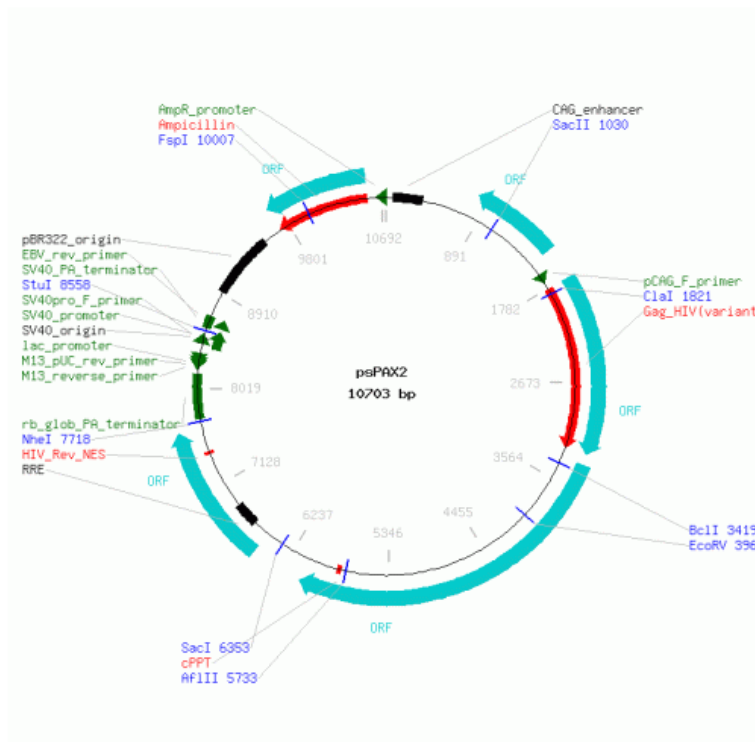 AmpR_promoter
Ampicillin
FspI 10007
CAG_enhancer
SacII 1030
ORF
ORF
10692
891
9801
pBR322_origin
EBV_rev_primer
SV40_PA_terminator
StuI 8558
SV40pro_F_primer
SV40_promoter
SV40_origin
lac_promoter
M13_pUC_rev_primer
M13_reverse_primer
8910
1782
pCAG_F_primer
ClaI 1821
Gag_HIV(variant
psPAX2
10703 bp
8019
2673
ORF
rb_glob_PA_terminator
NheI 7718
HIV_Rev_NES
RRE
7128
3564
ORF
6237
4455
5346
BclI 3419
EcoRV 396
ORF
SacI 6353
cPPT
AflII 5733